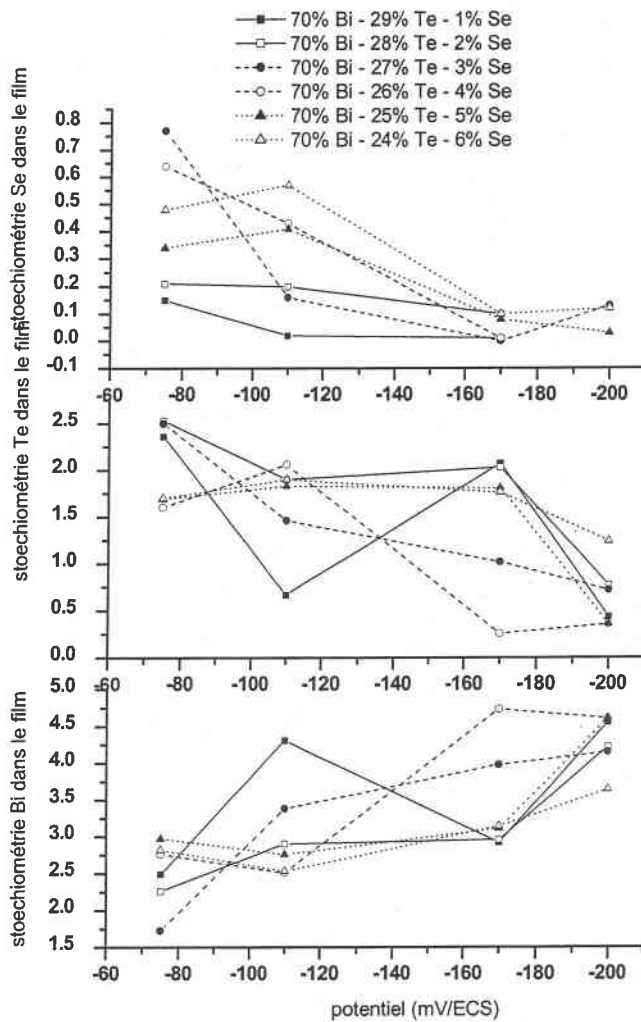 70% Bi - 29% Te - 1% Se
70% Bi - 28% Te - 2% Se
70% Bi - 27% Te - 3% Se
70% Bi - 26% Te - 4% Se
70% Bi - 25% Te - 5% Se
70% Bi - 24% Te - 6% Se
stoechiométrie Se dans le film
0.8
0.7
0.6
0.5
0.4
0.3
0.2
0.1
0.0
-0.1
-60 -80 -100 -120 -140 -160 -180 -200
stoechiométrie Te dans le film
2.5
2.0
1.5
1.0
0.5
0.0
-60 -80 -100 -120 -140 -160 -180 -200
stoechiométrie Bi dans le film
5.0
4.5
4.0
3.5
3.0
2.5
2.0
1.5
-60 -80 -100 -120 -140 -160 -180 -200
potentiel (mV/ECS)